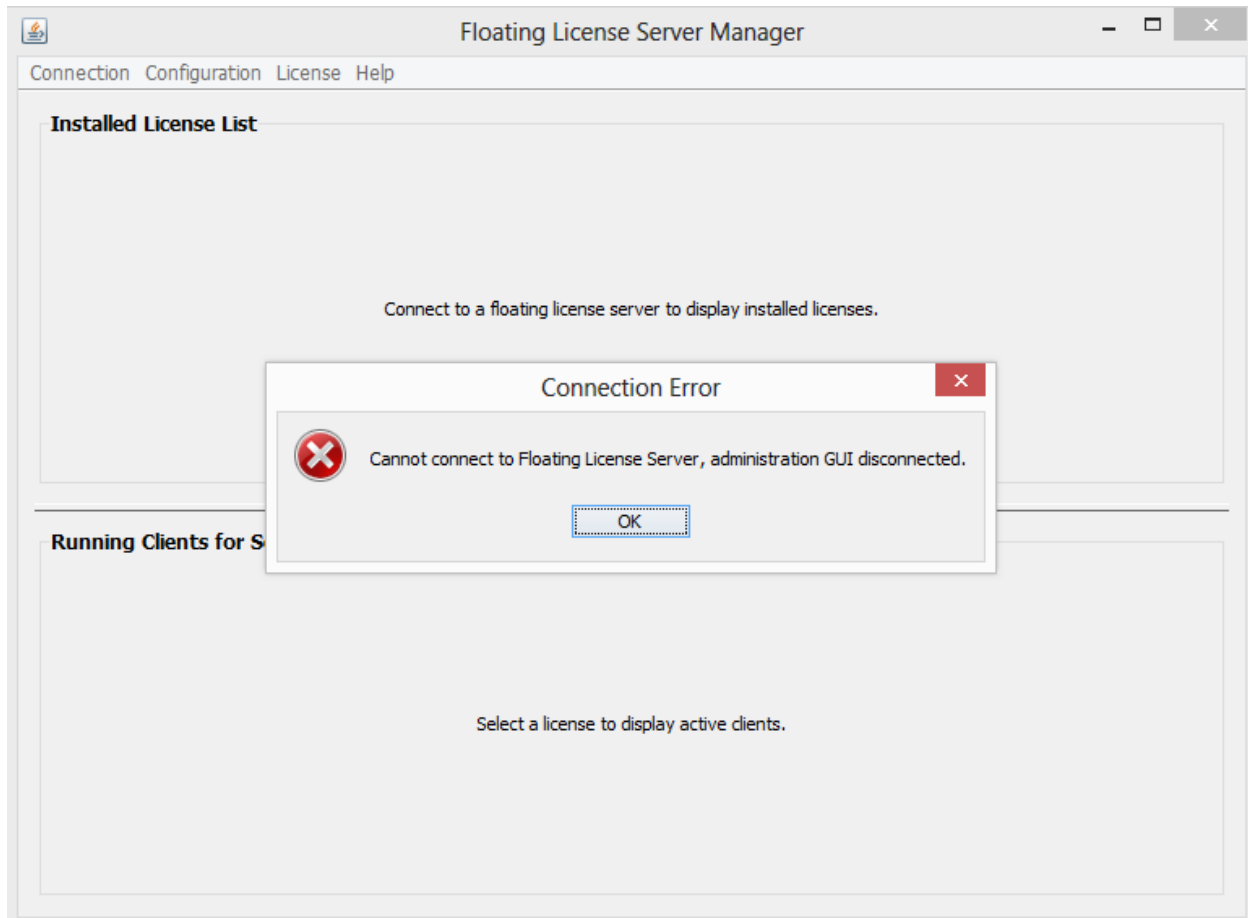 Floating License Server Manager
Connection Configuration License Help
Installed License List
Connect to a floating license server to display installed licenses.
Connection Error
Cannot connect to Floating License Server, administration GUI disconnected.
OK
Running Clients for S
Select a license to display active clients.